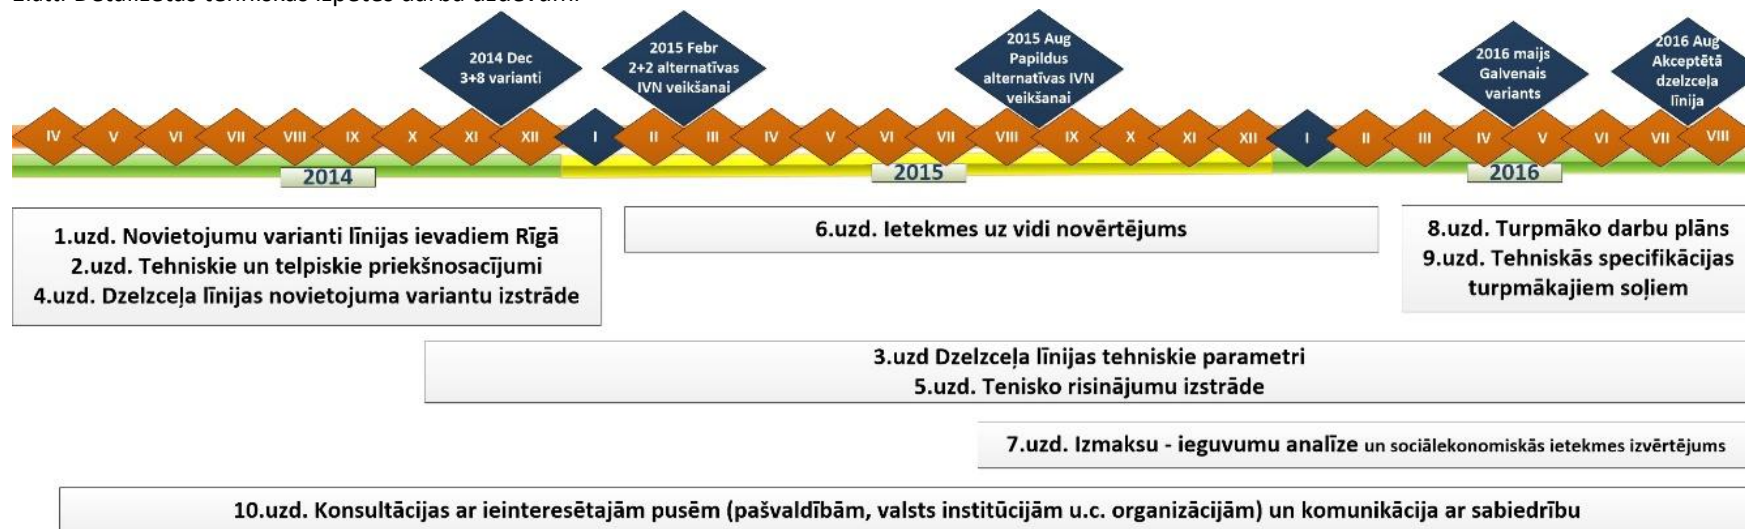 2014 Dec
3+8 varianti
2015 Febr
2+2 alternatīvas
IVN veikšanai
2015 Aug
Papildus
alternatīvas IVN
veikšanai
2016 maijs
Galvenais
variants
2016 Aug
Akceptētā
dzelzceļa
līnija
IV V VI VII VIII IX X XI XII I II III IV V VI VII VIII IX X XI XII I II III IV V VI VII VIII
2014 2015 2016
1.uzd. Novietojumu varianti līnijas ievadiem Rīgā
2.uzd. Tehniskie un telpiskie priekšnosacījumi
4.uzd. Dzelzceļa līnijas novietojuma variantu izstrāde
6.uzd. Ietekmes uz vidi novērtējums
8.uzd. Turpmāko darbu plāns
9.uzd. Tehniskās specifikācijas
turpmākajiem soļiem
3.uzd Dzelzceļa līnijas tehniskie parametri
5.uzd. Tenisko risinājumu izstrāde
7.uzd. Izmaksu - ieguvumu analīze un sociālekonomiskās ietekmes izvērtējums
10.uzd. Konsultācijas ar ieinteresētajām pusēm (pašvaldībām, valsts institūcijām u.c. organizācijām) un komunikācija ar sabiedrību